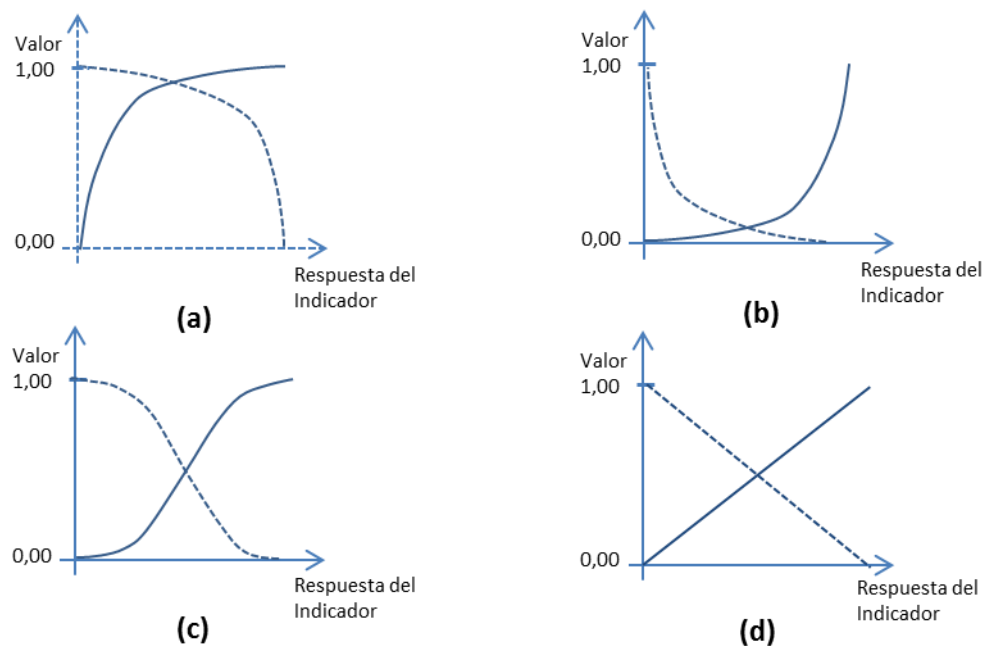 Valor
1,00
0,00
Respuesta del
Indicador
(a)
Valor
1,00
0,00
Respuesta del
Indicador
(b)
Valor
1,00
0,00
Respuesta del
Indicador
(c)
Valor
1,00
0,00
Respuesta del
Indicador
(d)